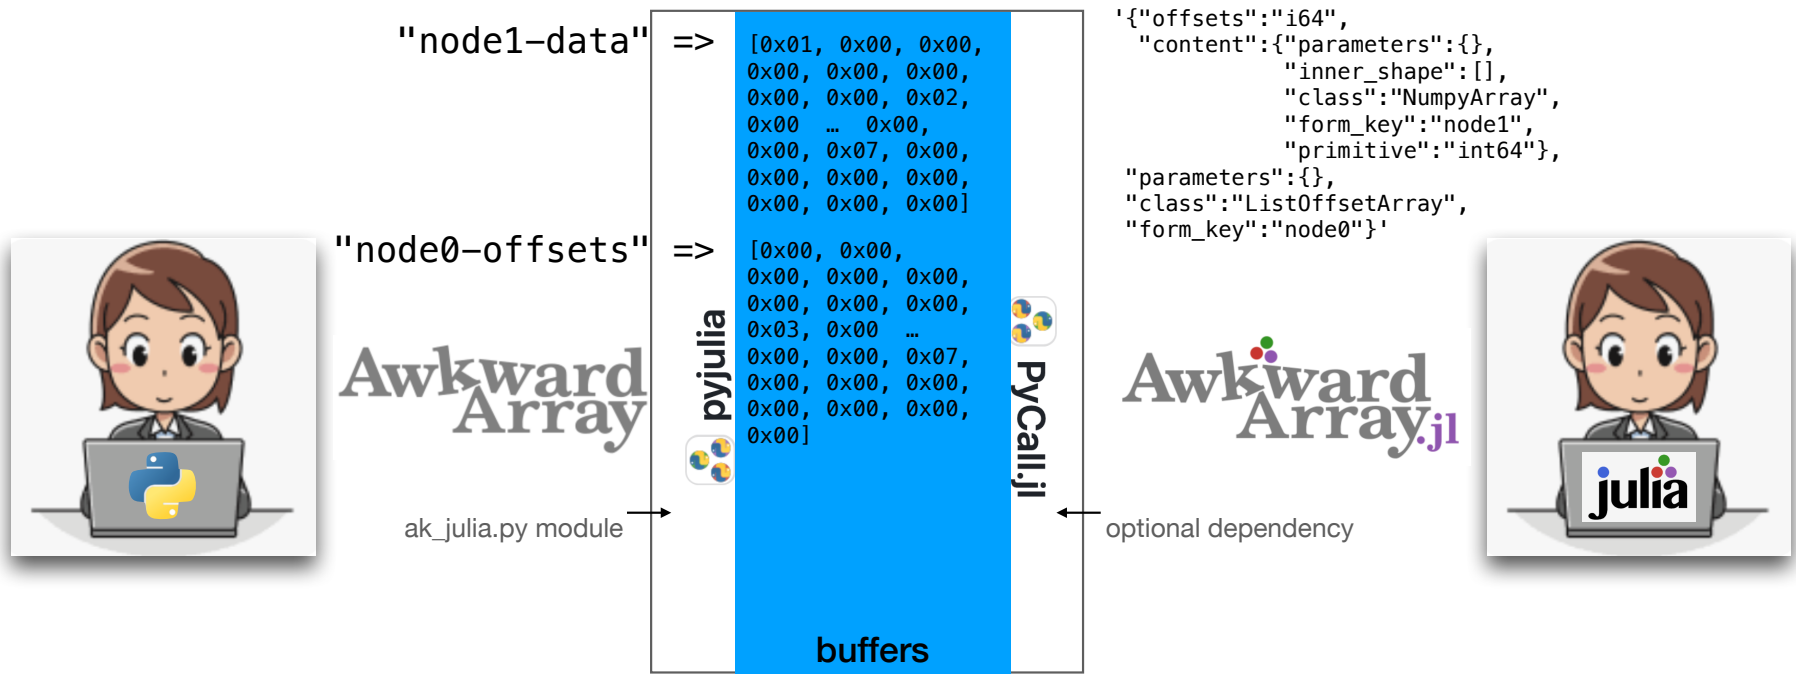 "node1-data" =>
[0x01, 0x00, 0x00,
0x00, 0x00, 0x00,
0x00, 0x00, 0x02,
0x00 … 0x00,
0x00, 0x07, 0x00,
0x00, 0x00, 0x00,
0x00, 0x00, 0x00]
"node0-offsets" =>
[0x00, 0x00,
0x00, 0x00, 0x00,
0x00, 0x00, 0x00,
0x03, 0x00 …
0x00, 0x00, 0x07,
0x00, 0x00, 0x00,
0x00, 0x00, 0x00,
0x00]
buffers
'{"offsets":"i64",
"content":{"parameters":{},
"inner_shape":[],
"class":"NumpyArray",
"form_key":"node1",
"primitive":"int64"},
"parameters":{},
"class":"ListOffsetArray",
"form_key":"node0"}'
Awkward
Array
pyjulia
PyCall.jl
Awkward
Array.jl
julia
ak_julia.py module
optional dependency